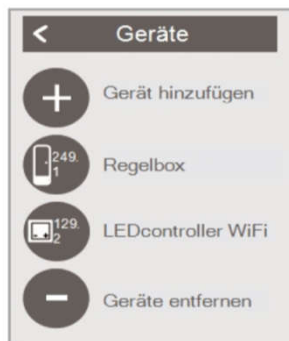 < Geräte
+ Gerät hinzufügen
249.
1 Regelbox
129.
2 LEDcontroller WiFi
- Geräte entfernen